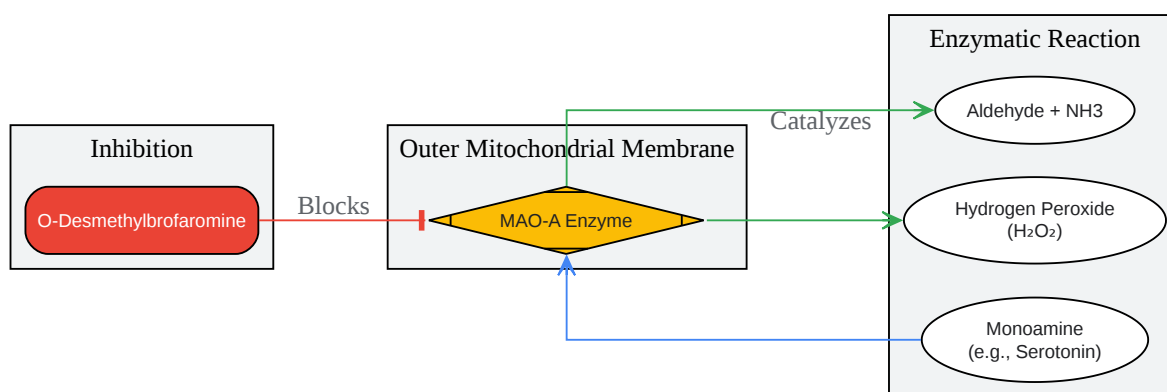 Inhibition
O-Desmethylbrofaromine
Blocks
Outer Mitochondrial Membrane
MAO-A Enzyme
Catalyzes
Enzymatic Reaction
Aldehyde + NH3
Hydrogen Peroxide
(H₂O₂)
Monoamine
(e.g., Serotonin)